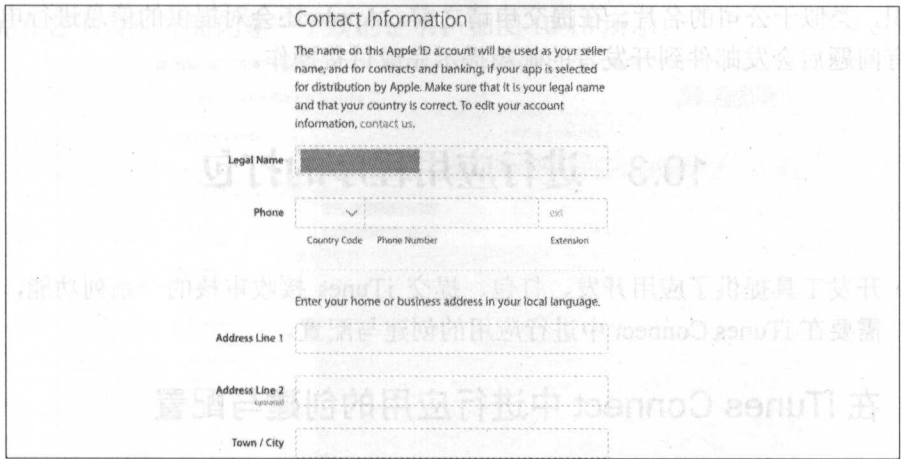 Contact Information
The name on this Apple ID account will be used as your seller
name, and for contracts and banking, if your app is selected
for distribution by Apple. Make sure that it is your legal name
and that your country is correct. To edit your account
information, contact us.
Legal Name
Phone
ext
Country Code Phone Number Extension
Enter your home or business address in your local language.
Address Line 1
Address Line 2
optional
Town / City